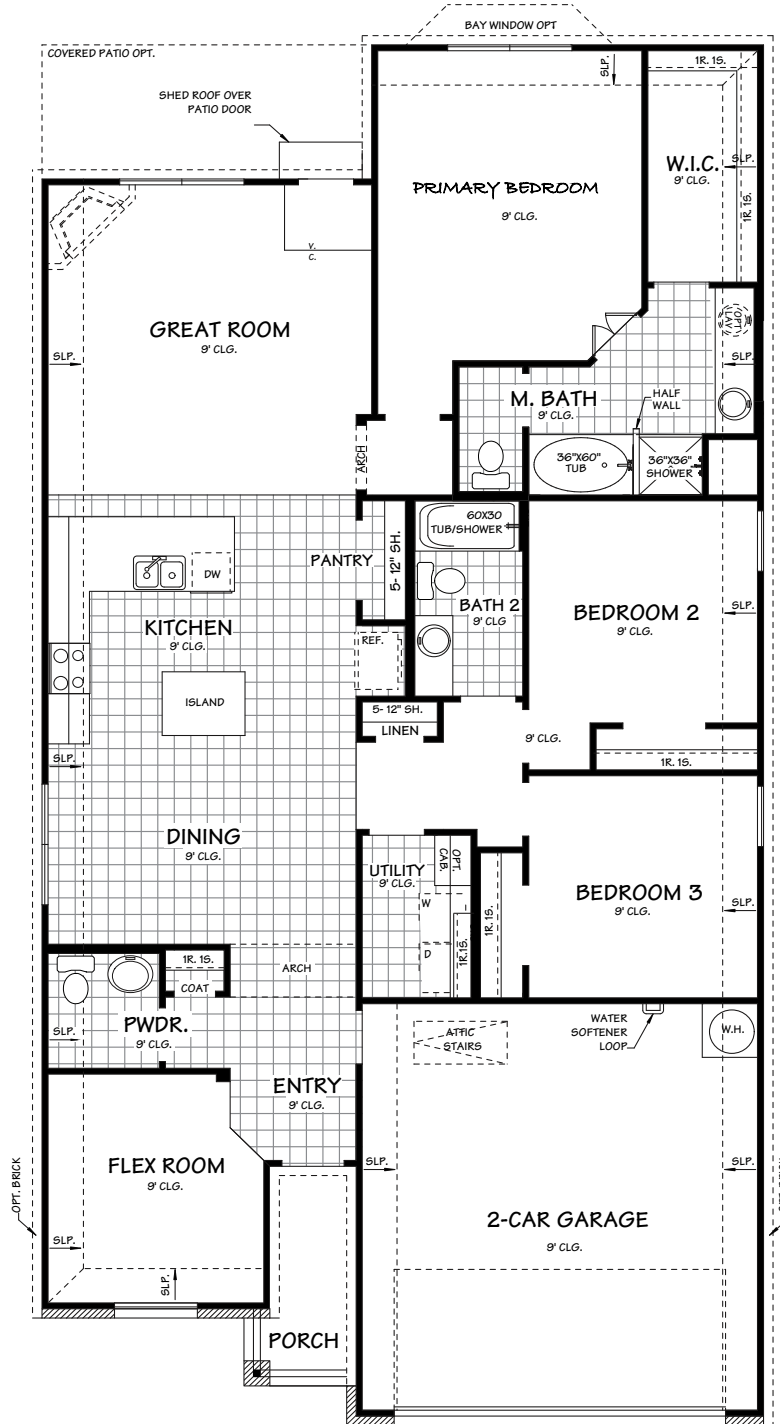 BAY WINDOW OPT
COVERED PATIO OPT.
SLP.
1R. 1S.
SHED ROOF OVER
PATIO DOOR
W.I.C.
9' CLG.
SLP.
PRIMARY BEDROOM
9' CLG.
1R. 1S.
V.
C.
GREAT ROOM
9' CLG.
OPT.
LAV.
SLP.
SLP.
M. BATH
9' CLG.
HALF
WALL
ARCH
36"X60"
TUB
36"X36"
SHOWER
60X30
TUB/SHOWER
PANTRY
5- 12" SH.
DW
BATH 2
9' CLG
BEDROOM 2
9' CLG.
SLP.
KITCHEN
9' CLG.
REF.
ISLAND
5- 12" SH.
LINEN
9' CLG.
1R. 1S.
SLP.
DINING
9' CLG.
UTILITY
9' CLG.
OPT.
CAB.
W
D
1R.1S.
1R. 1S.
BEDROOM 3
9' CLG.
SLP.
1R. 1S.
COAT
ARCH
PWDR.
9' CLG.
SLP.
ATTIC
STAIRS
WATER
SOFTENER
LOOP
W.H.
ENTRY
9' CLG.
FLEX ROOM
9' CLG.
SLP.
SLP.
OPT. BRICK
2-CAR GARAGE
9' CLG.
SLP.
SLP.
PORCH